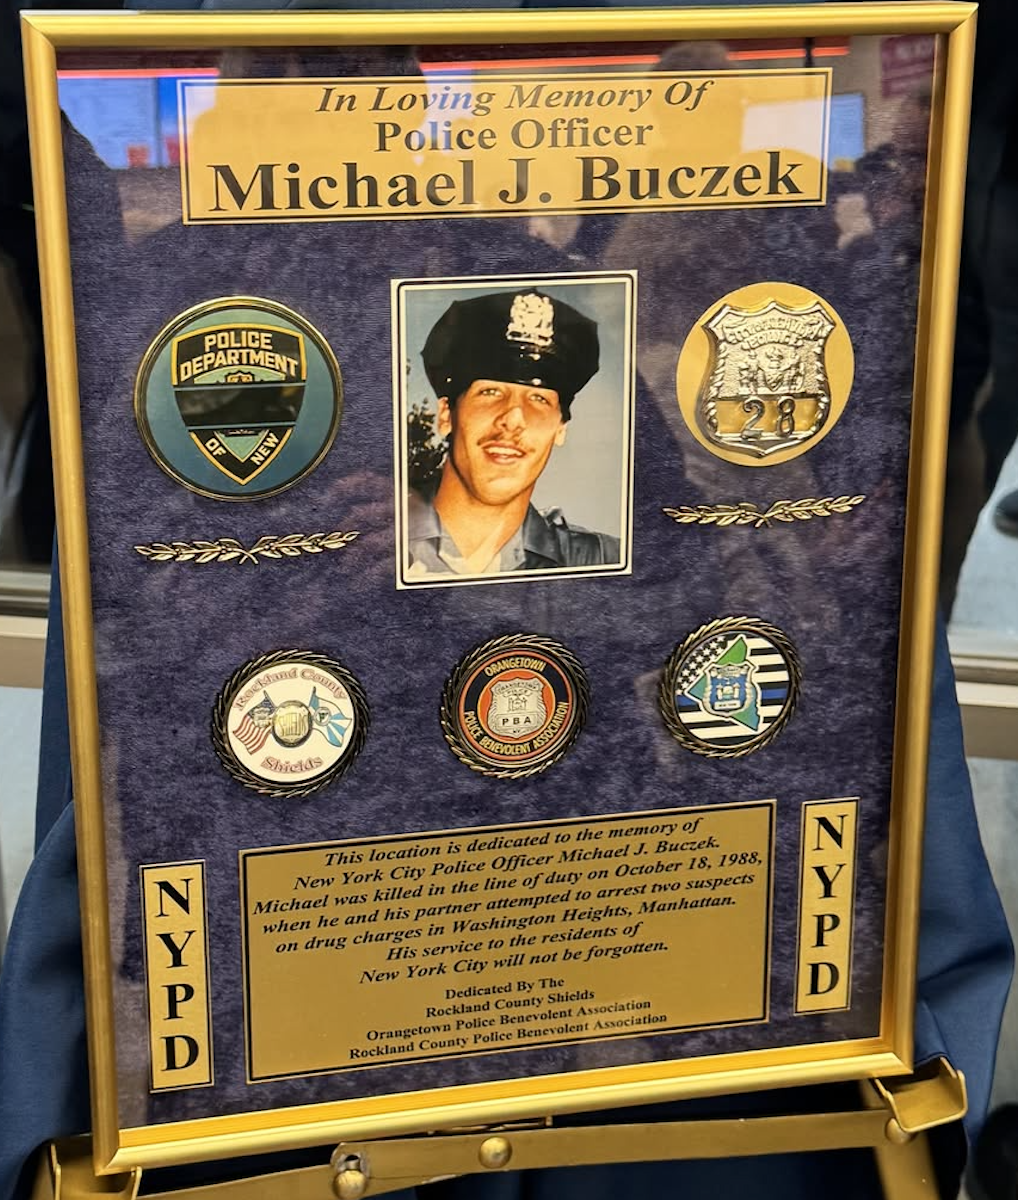 In Loving Memory Of
Police Officer
Michael J. Buczek
POLICE
DEPARTMENT
OF NEW
28
Rockland County
SHIELDS
Shields
ORANGETOWN
PBA
POLICE BENEVOLENT ASSOCIATION
NYPD
This location is dedicated to the memory of
New York City Police Officer Michael J. Buczek.
Michael was killed in the line of duty on October 18, 1988,
when he and his partner attempted to arrest two suspects
on drug charges in Washington Heights, Manhattan.
His service to the residents of
New York City will not be forgotten.
Dedicated By The
Rockland County Shields
Orangetown Police Benevolent Association
Rockland County Police Benevolent Association
NYPD